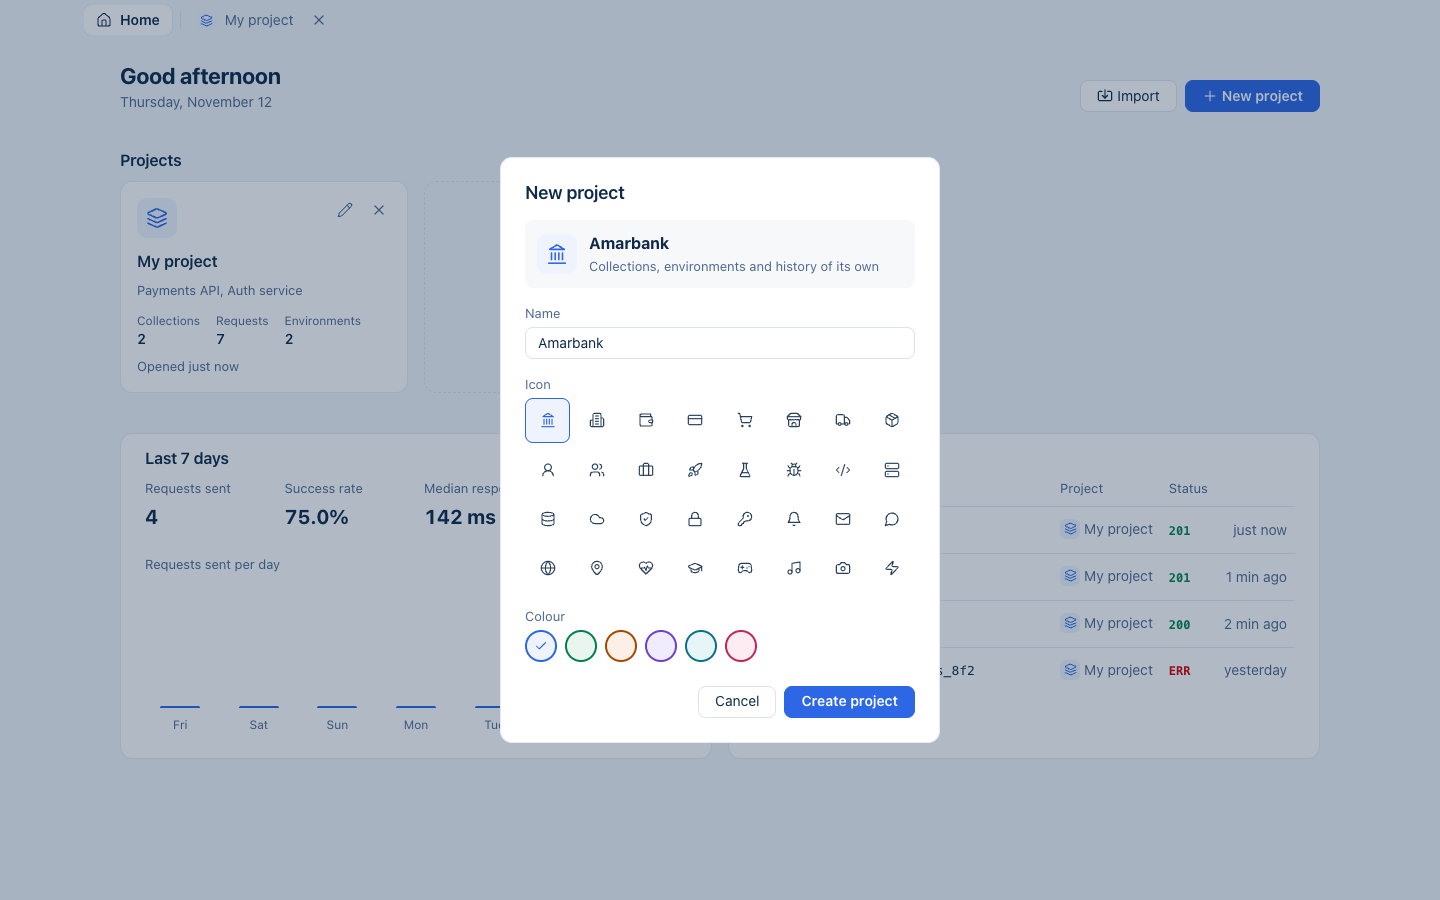 Home
My project
Good afternoon
Thursday, November 12
Import
New project
Projects
My project
Payments API, Auth service
Collections
Requests
Environments
2
7
2
Opened just now
New project
Amarbank
Collections, environments and history of its own
Name
Amarbank
Icon
Colour
Cancel
Create project
Last 7 days
Requests sent
Success rate
Median
4
75.0%
142 ms
Requests sent per day
Fri
Sat
Sun
Mon
Project
Status
My project
201
just now
My project
201
1 min ago
My project
200
2 min ago
s_8f2
My project
ERR
yesterday